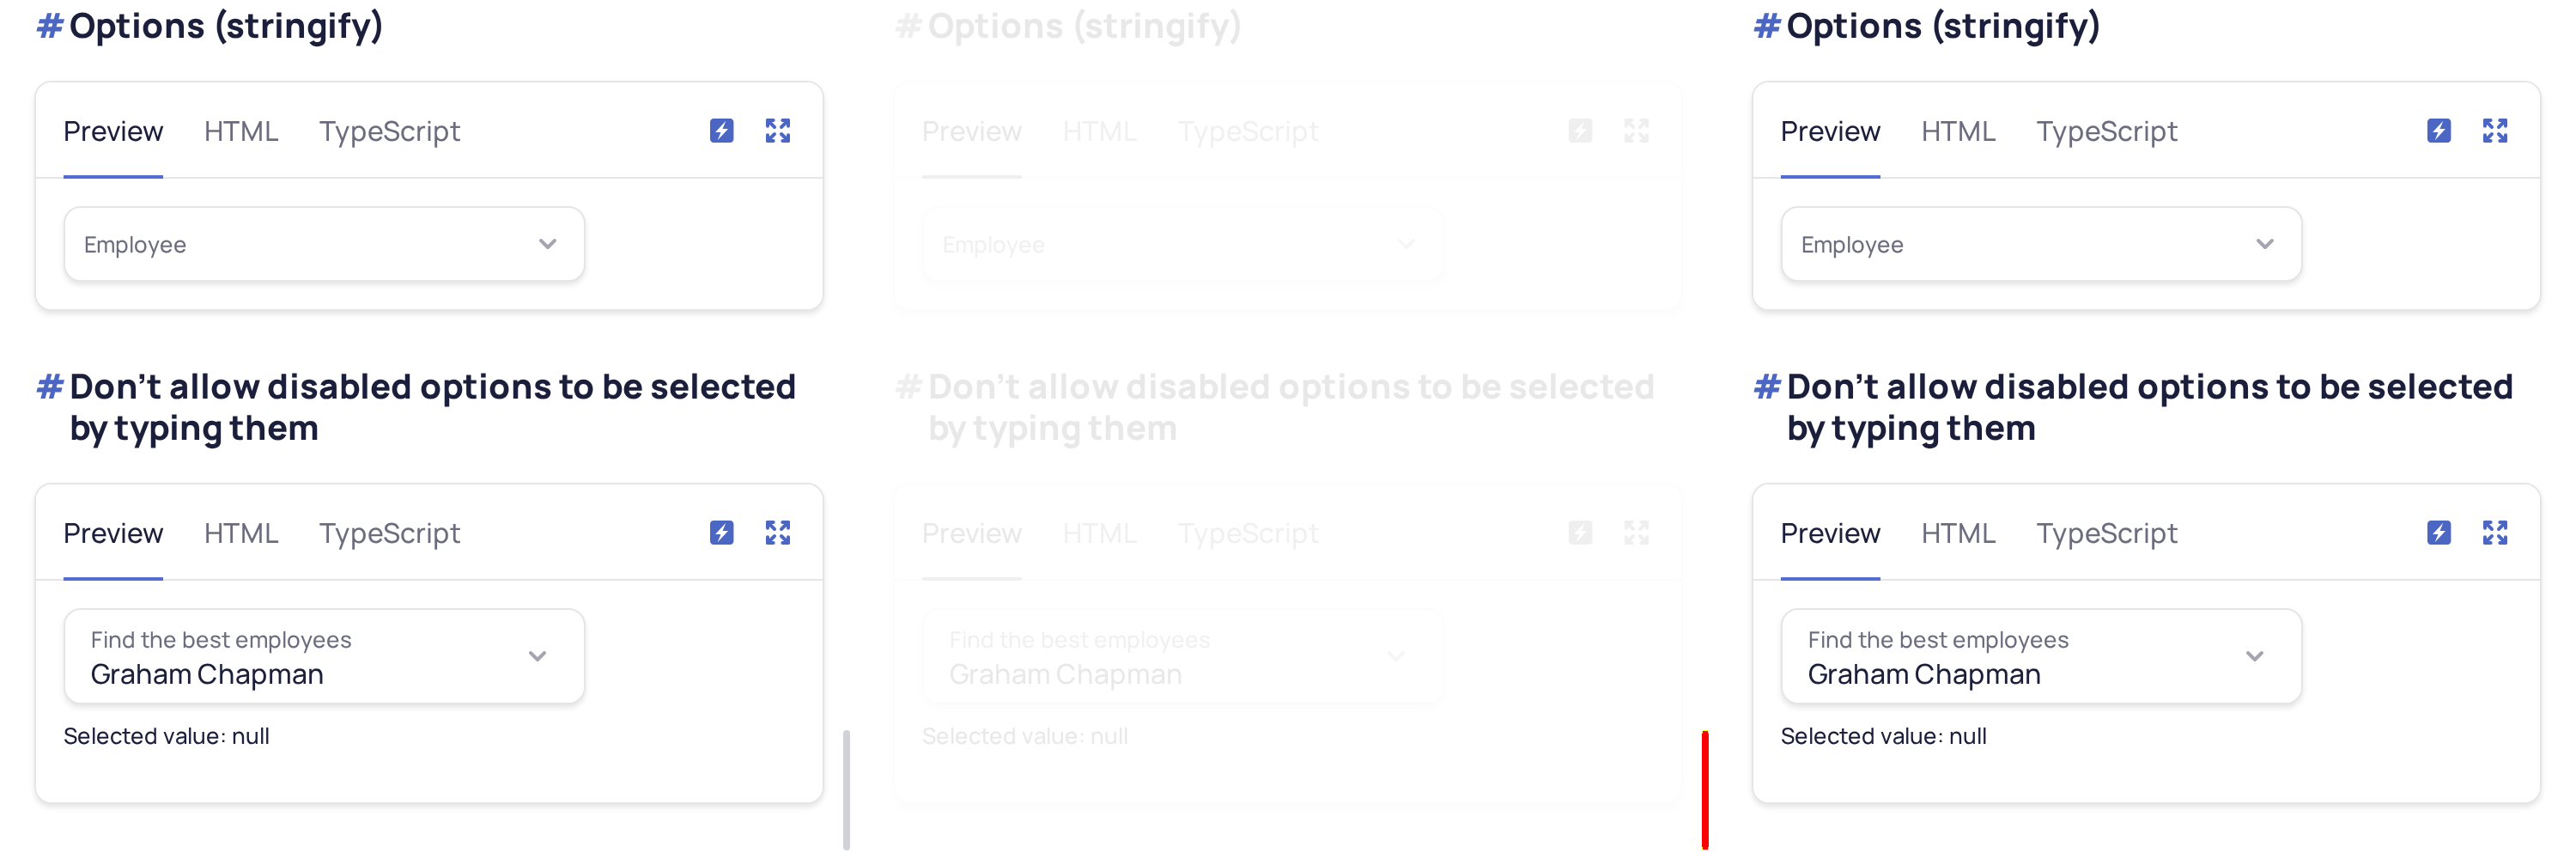 # Options (stringify)
Preview HTML TypeScript
Employee
# Don't allow disabled options to be selected
by typing them
Preview HTML TypeScript
Find the best employees
Graham Chapman
Selected value: null
# Options (stringify)
Preview HTML TypeScript
Employee
# Don't allow disabled options to be selected
by typing them
Preview HTML TypeScript
Find the best employees
Graham Chapman
Selected value: null
# Options (stringify)
Preview HTML TypeScript
Employee
# Don't allow disabled options to be selected
by typing them
Preview HTML TypeScript
Find the best employees
Graham Chapman
Selected value: null